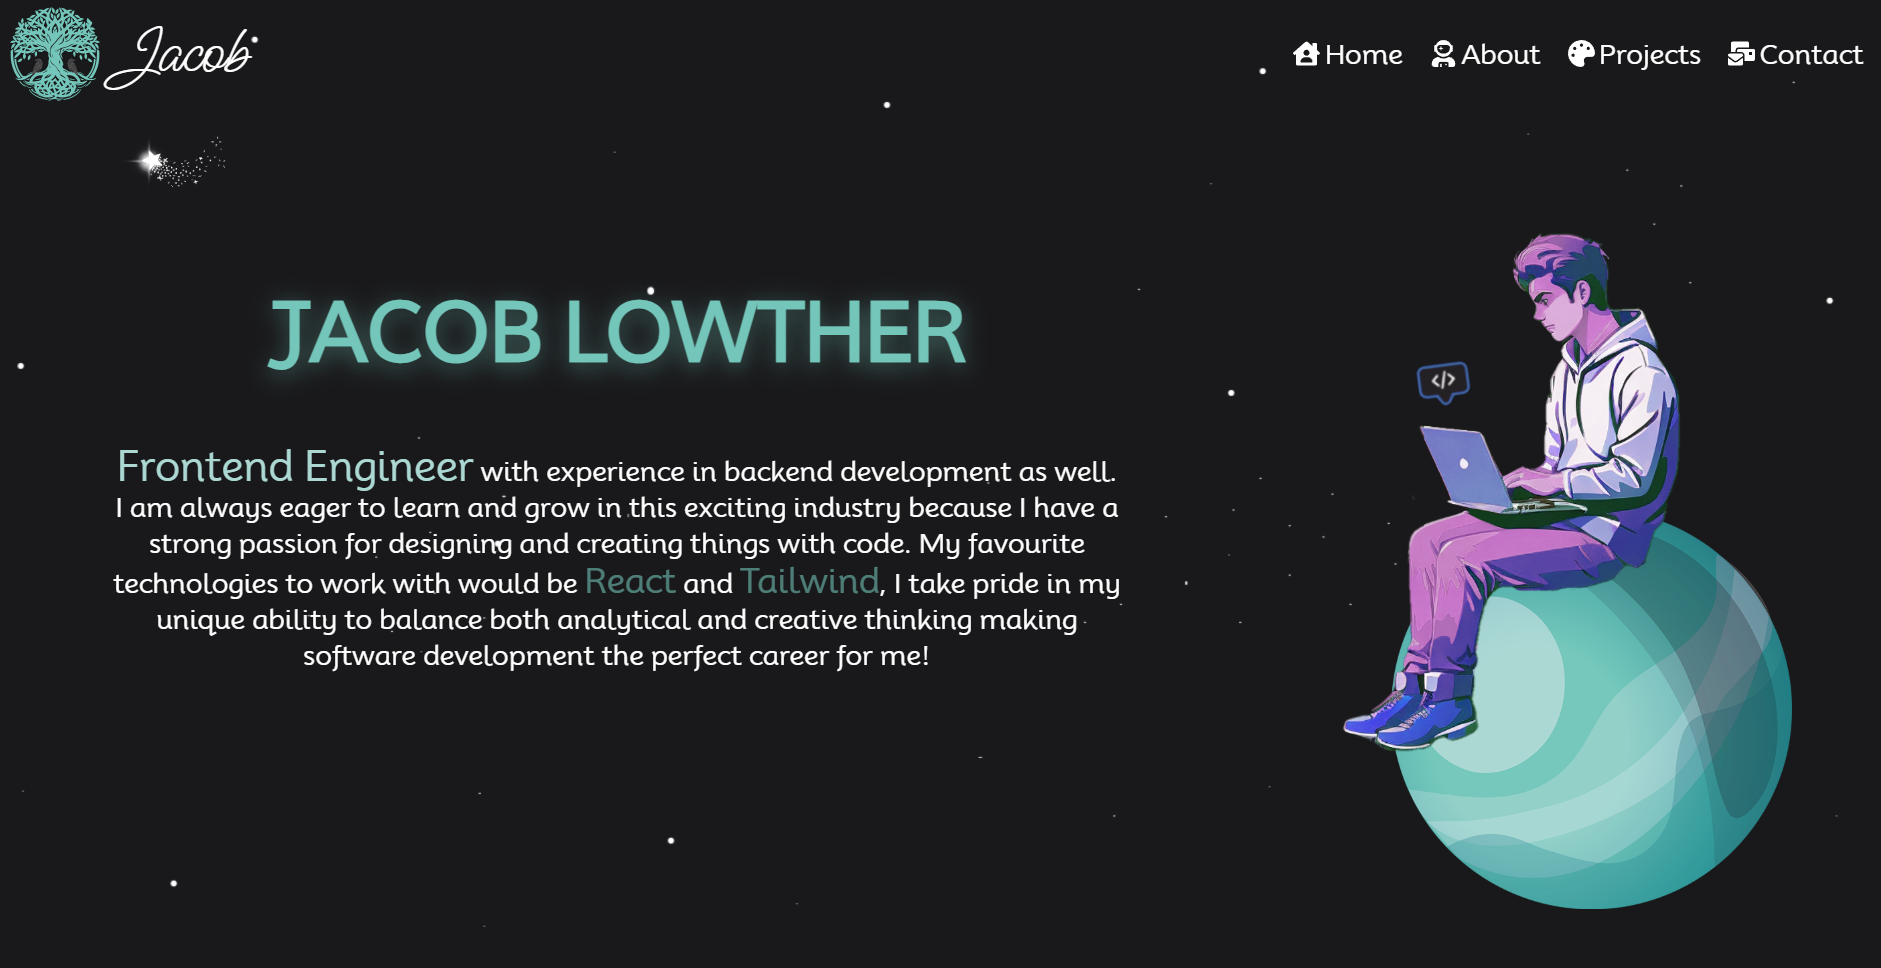 Jacob
Home About Projects Contact
JACOB LOWTHER
Frontend Engineer with experience in backend development as well.
I am always eager to learn and grow in this exciting industry because I have a
strong passion for designing and creating things with code. My favourite
technologies to work with would be React and Tailwind, I take pride in my
unique ability to balance both analytical and creative thinking making
software development the perfect career for me!
</>